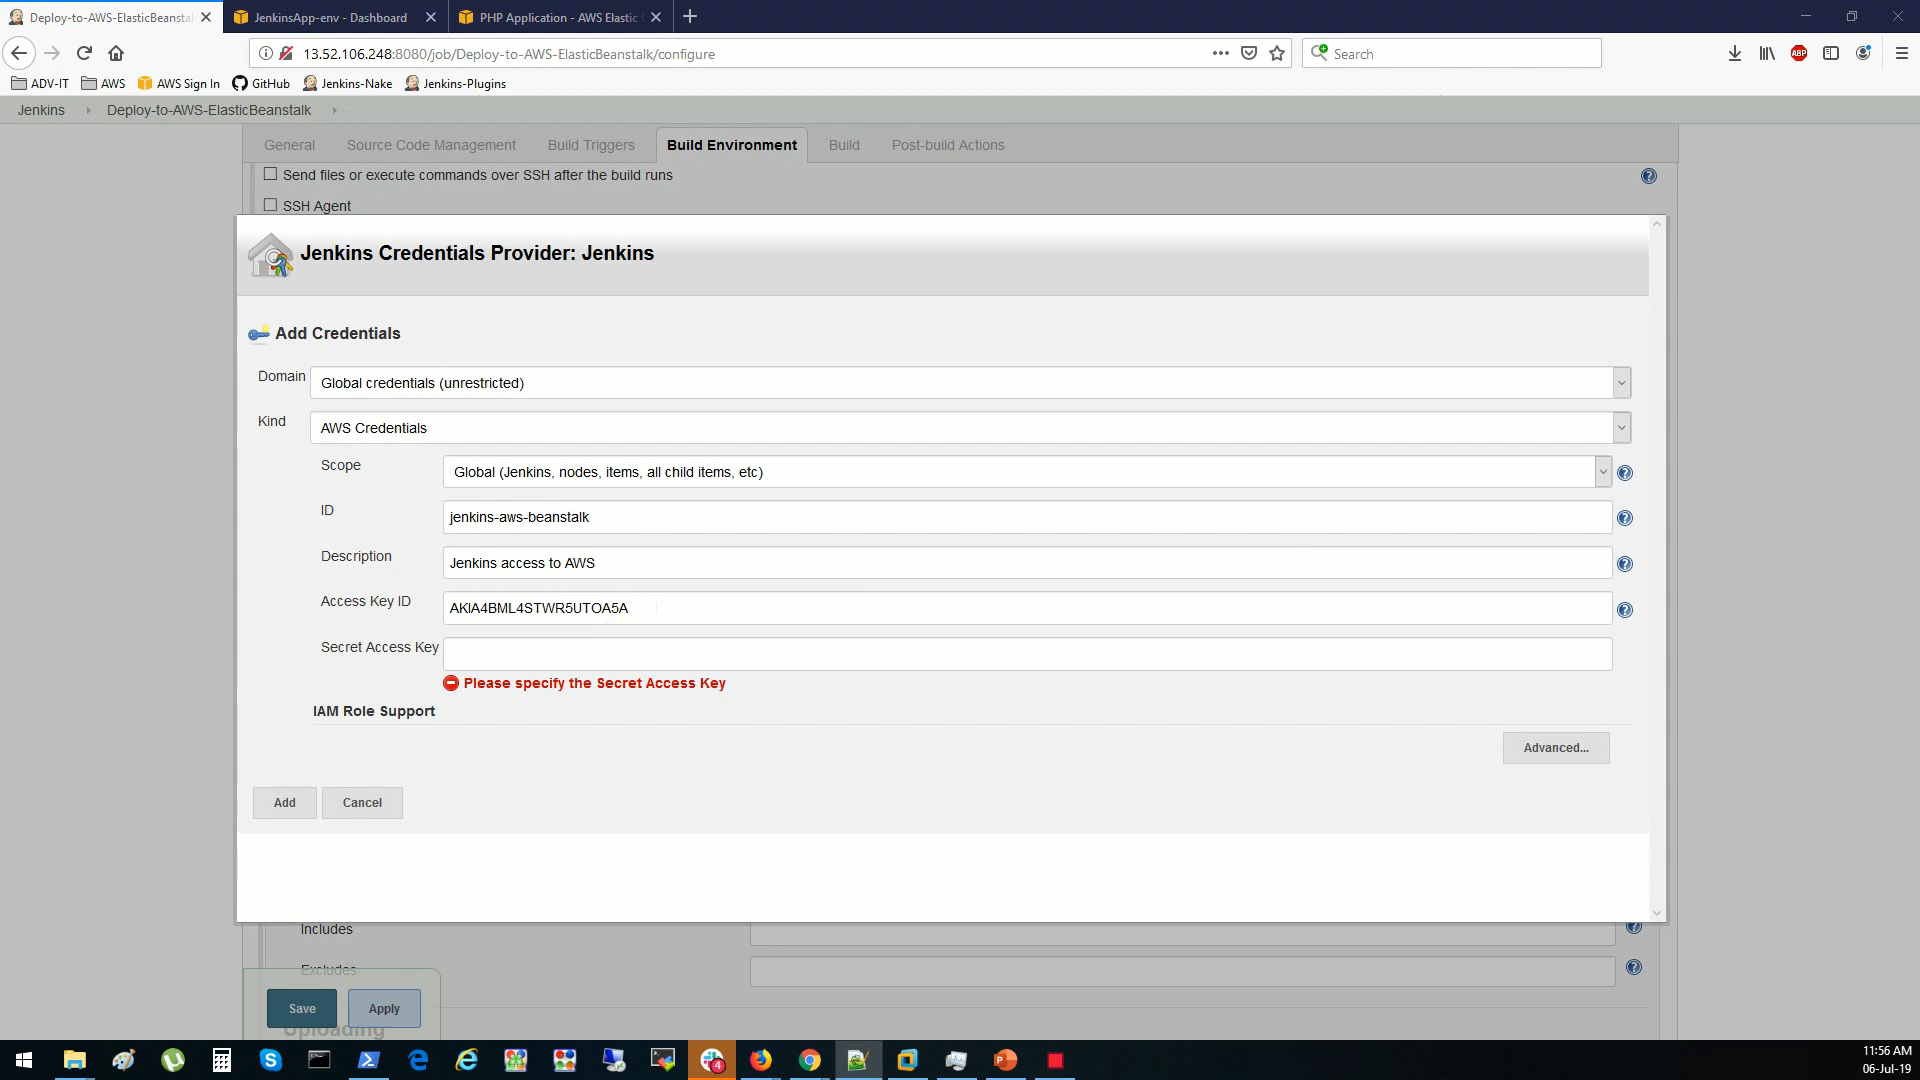 Deploy-to-AWS-ElasticBeanstal
JenkinsApp-env - Dashboard
PHP Application - AWS Elastic
13.52.106.248:8080/job/Deploy-to-AWS-ElasticBeanstalk/configure
Search
ABP
ADV-IT
AWS
AWS Sign In
GitHub
Jenkins-Nake
Jenkins-Plugins
Jenkins
Deploy-to-AWS-ElasticBeanstalk
General
Source Code Management
Build Triggers
Build Environment
Build
Post-build Actions
Send files or execute commands over SSH after the build runs
SSH Agent
Jenkins Credentials Provider: Jenkins
Add Credentials
Domain
Global credentials (unrestricted)
Kind
AWS Credentials
Scope
Global (Jenkins, nodes, items, all child items, etc)
ID
jenkins-aws-beanstalk
Description
Jenkins access to AWS
Access Key ID
AKIA4BML4STWR5UTOA5A
Secret Access Key
Please specify the Secret Access Key
IAM Role Support
Advanced...
Add
Cancel
Includes
Excludes
Save
Apply
Uploading
4
11:56 AM
06-Jul-19